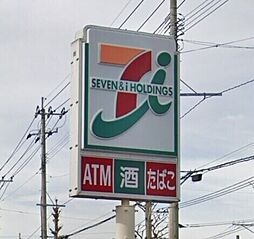 7i
SEVEN & i HOLDINGS
ATM 酒 たばこ